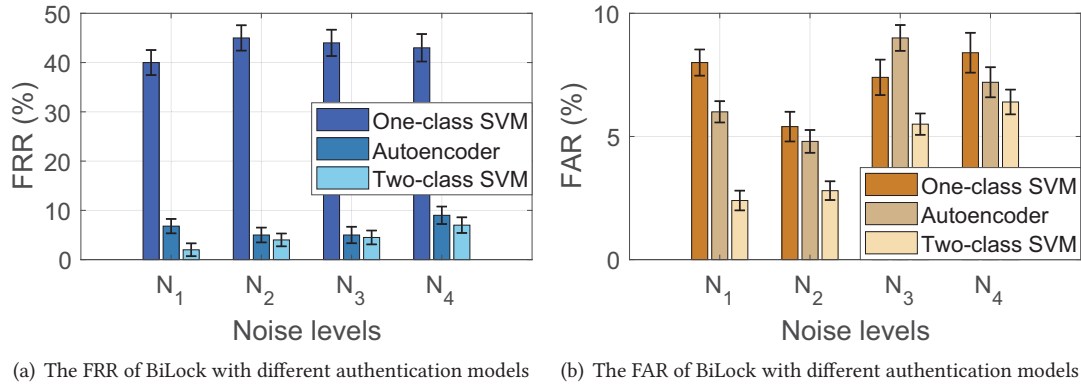 50
40
30
20
10
0
FRR (%)
One-class SVM
Autoencoder
Two-class SVM
N1 N2 N3 N4
Noise levels
(a) The FRR of BiLock with different authentication models
10
5
0
FAR (%)
One-class SVM
Autoencoder
Two-class SVM
N1 N2 N3 N4
Noise levels
(b) The FAR of BiLock with different authentication models